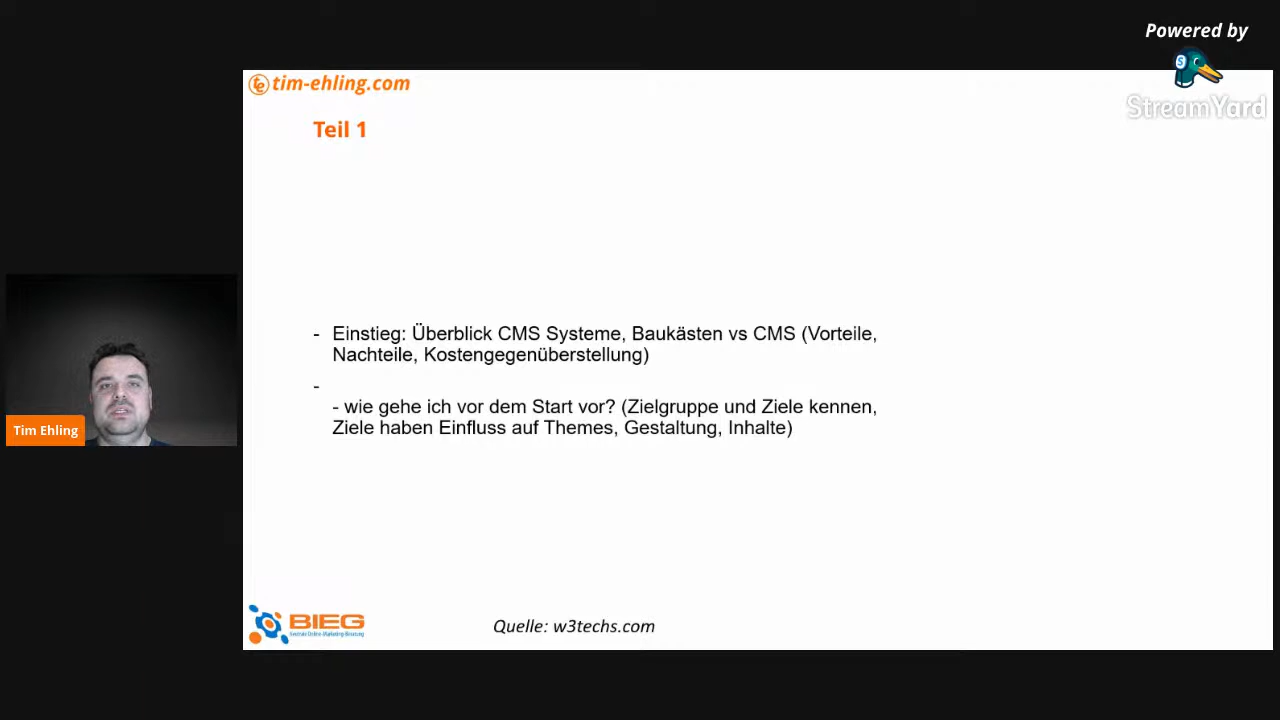 Powered by
StreamYard
tim-ehling.com
Teil 1
- Einstieg: Überblick CMS Systeme, Baukästen vs CMS (Vorteile,
Nachteile, Kostengegenüberstellung)
-
- wie gehe ich vor dem Start vor? (Zielgruppe und Ziele kennen,
Ziele haben Einfluss auf Themes, Gestaltung, Inhalte)
Tim Ehling
BIEG
Quelle: w3techs.com